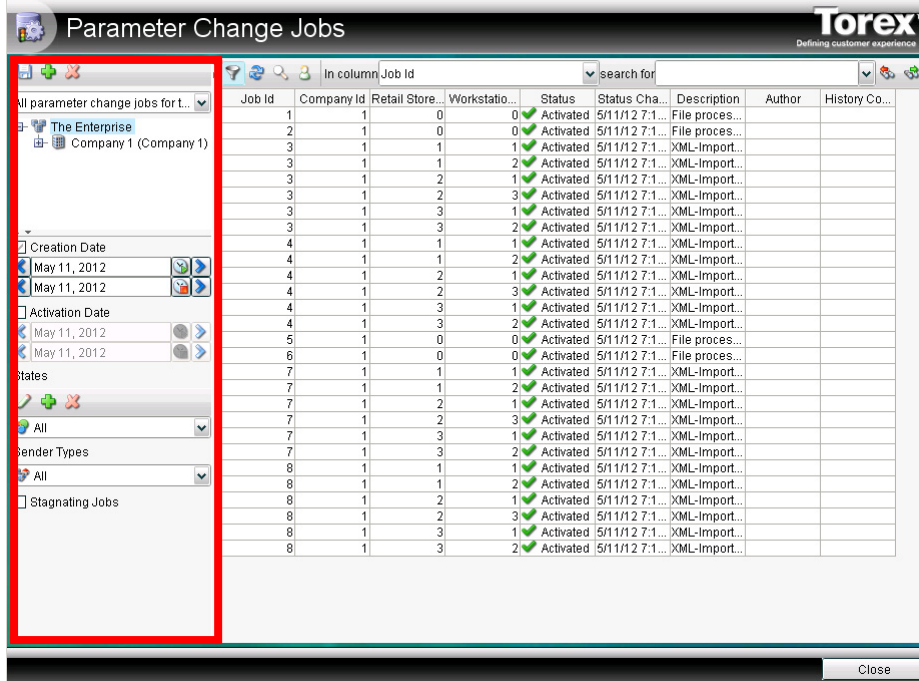 Parameter Change Jobs
Torex
Defining customer experience
In column Job Id search for
All parameter change jobs for t...
The Enterprise
Company 1 (Company 1)
Creation Date
May 11, 2012
May 11, 2012
Activation Date
May 11, 2012
May 11, 2012
States
All
Sender Types
All
Stagnating Jobs
Job Id Company Id Retail Store... Workstatio... Status Status Cha... Description Author History Co...
1 1 0 0 Activated 5/11/12 7:1... File proces...
2 1 0 0 Activated 5/11/12 7:1... File proces...
3 1 1 1 Activated 5/11/12 7:1... XML-Import...
3 1 1 2 Activated 5/11/12 7:1... XML-Import...
3 1 2 1 Activated 5/11/12 7:1... XML-Import...
3 1 2 3 Activated 5/11/12 7:1... XML-Import...
3 1 3 1 Activated 5/11/12 7:1... XML-Import...
3 1 3 2 Activated 5/11/12 7:1... XML-Import...
4 1 1 1 Activated 5/11/12 7:1... XML-Import...
4 1 1 2 Activated 5/11/12 7:1... XML-Import...
4 1 2 1 Activated 5/11/12 7:1... XML-Import...
4 1 2 3 Activated 5/11/12 7:1... XML-Import...
4 1 3 1 Activated 5/11/12 7:1... XML-Import...
4 1 3 2 Activated 5/11/12 7:1... XML-Import...
5 1 0 0 Activated 5/11/12 7:1... File proces...
6 1 0 0 Activated 5/11/12 7:1... File proces...
7 1 1 1 Activated 5/11/12 7:1... XML-Import...
7 1 1 2 Activated 5/11/12 7:1... XML-Import...
7 1 2 1 Activated 5/11/12 7:1... XML-Import...
7 1 2 3 Activated 5/11/12 7:1... XML-Import...
7 1 3 1 Activated 5/11/12 7:1... XML-Import...
7 1 3 2 Activated 5/11/12 7:1... XML-Import...
8 1 1 1 Activated 5/11/12 7:1... XML-Import...
8 1 1 2 Activated 5/11/12 7:1... XML-Import...
8 1 2 1 Activated 5/11/12 7:1... XML-Import...
8 1 2 3 Activated 5/11/12 7:1... XML-Import...
8 1 3 1 Activated 5/11/12 7:1... XML-Import...
8 1 3 2 Activated 5/11/12 7:1... XML-Import...
Close